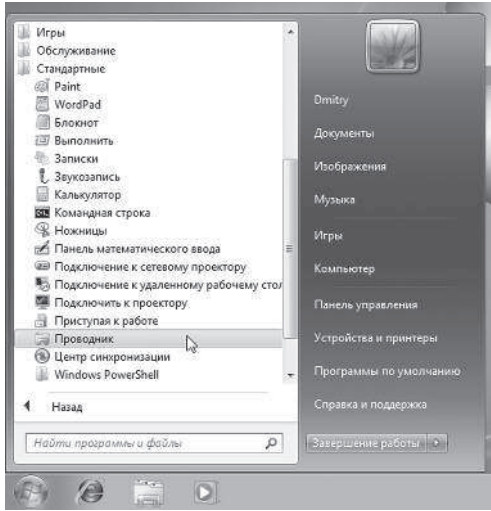 Игры
Обслуживание
Стандартные
Paint
WordPad
Блокнот
Выполнить
Записки
Звукозапись
Калькулятор
Командная строка
Ножницы
Панель математического ввода
Подключение к сетевому проектору
Подключение к удаленному рабочему стол
Подключить к проектору
Приступая к работе
Проводник
Центр синхронизации
Windows PowerShell
Назад
Найти программы и файлы
Dmitry
Документы
Изображения
Музыка
Игры
Компьютер
Панель управления
Устройства и принтеры
Программы по умолчанию
Справка и поддержка
Завершение работы